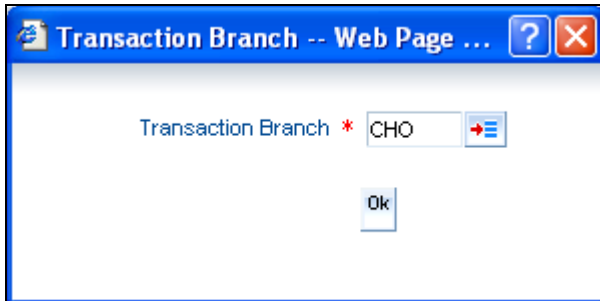 Transaction Branch -- Web Page ...
Transaction Branch * CHO
Ok